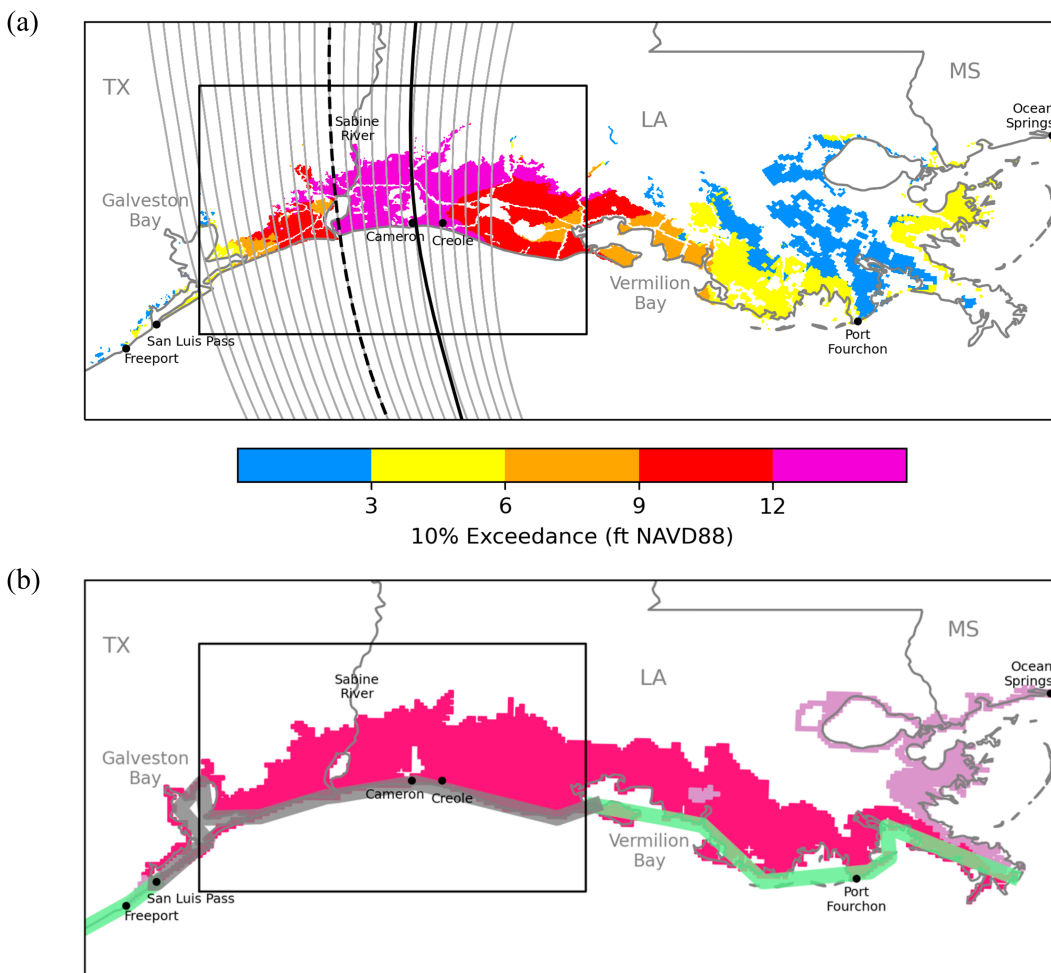 (a)
TX
MS
Ocean
Springs
LA
Sabine
River
Galveston
Bay
Cameron
Creole
Vermilion
Bay
San Luis Pass
Freeport
Port
Fourchon
3
6
9
12
10% Exceedance (ft NAVD88)
(b)
TX
MS
Ocean
Springs
LA
Sabine
River
Galveston
Bay
Cameron
Creole
Vermilion
Bay
San Luis Pass
Freeport
Port
Fourchon